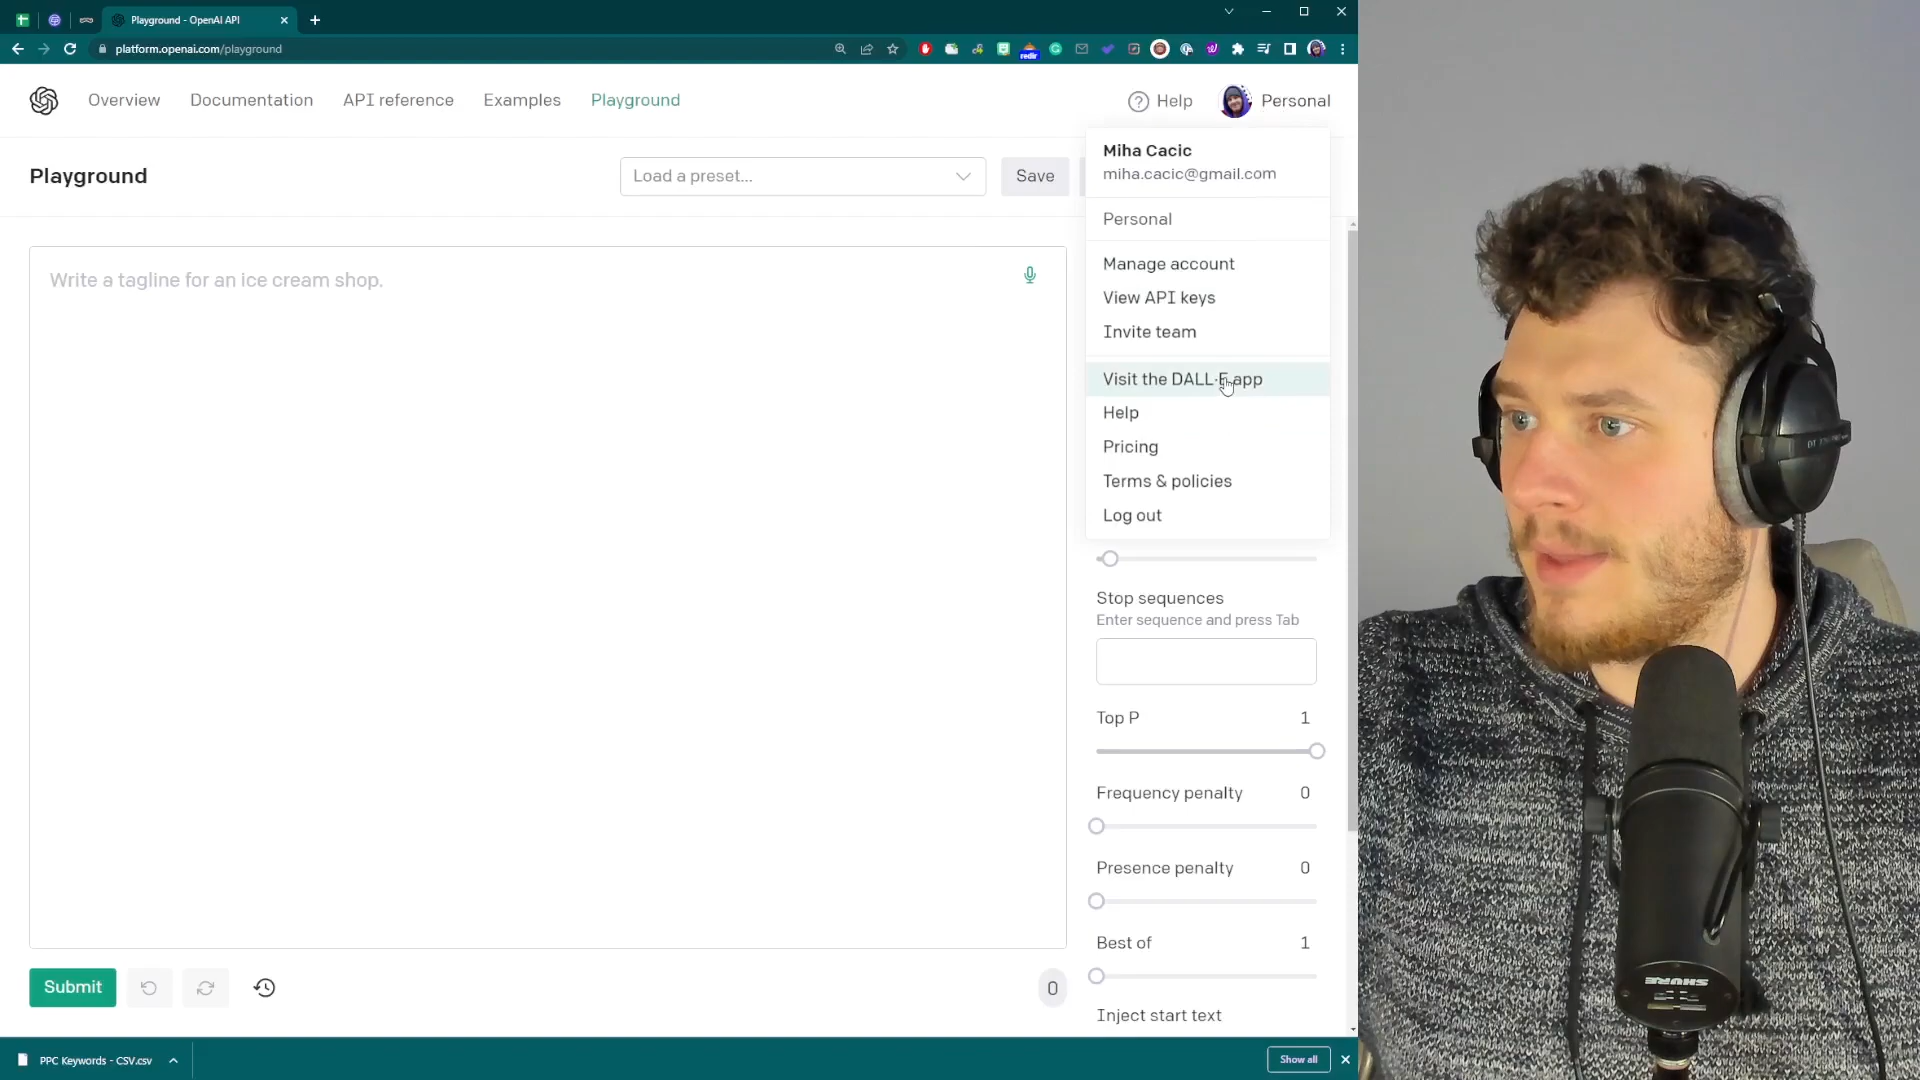 Playground - OpenAI API
platform.openai.com/playground
redir
Overview
Documentation
API reference
Examples
Playground
Help
Personal
Playground
Load a preset...
Save
Miha Cacic
miha.cacic@gmail.com
Personal
Manage account
View API keys
Invite team
Visit the DALL·E app
Help
Pricing
Terms & policies
Log out
Write a tagline for an ice cream shop.
Stop sequences
Enter sequence and press Tab
Top P
1
Frequency penalty
0
Presence penalty
0
Best of
1
Inject start text
Submit
0
PPC Keywords - CSV.csv
Show all
SHURE